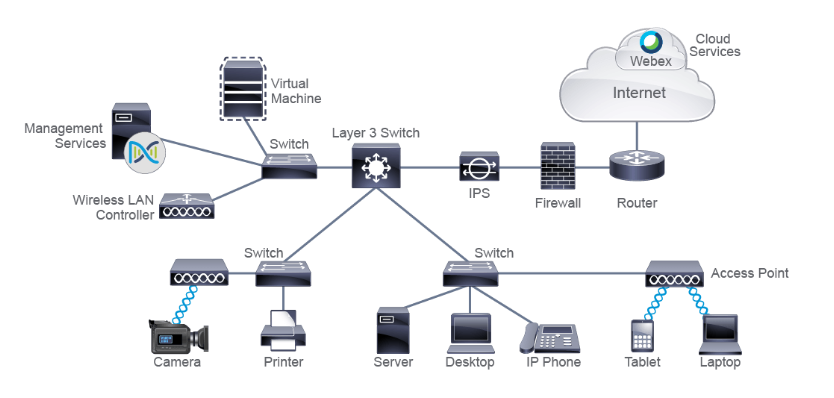 Cloud
Services
Webex
Internet
Virtual
Machine
Management
Services
Switch
Layer 3 Switch
IPS
Firewall
Router
Wireless LAN
Controller
Switch
Switch
Access Point
Camera
Printer
Server
Desktop
IP Phone
Tablet
Laptop